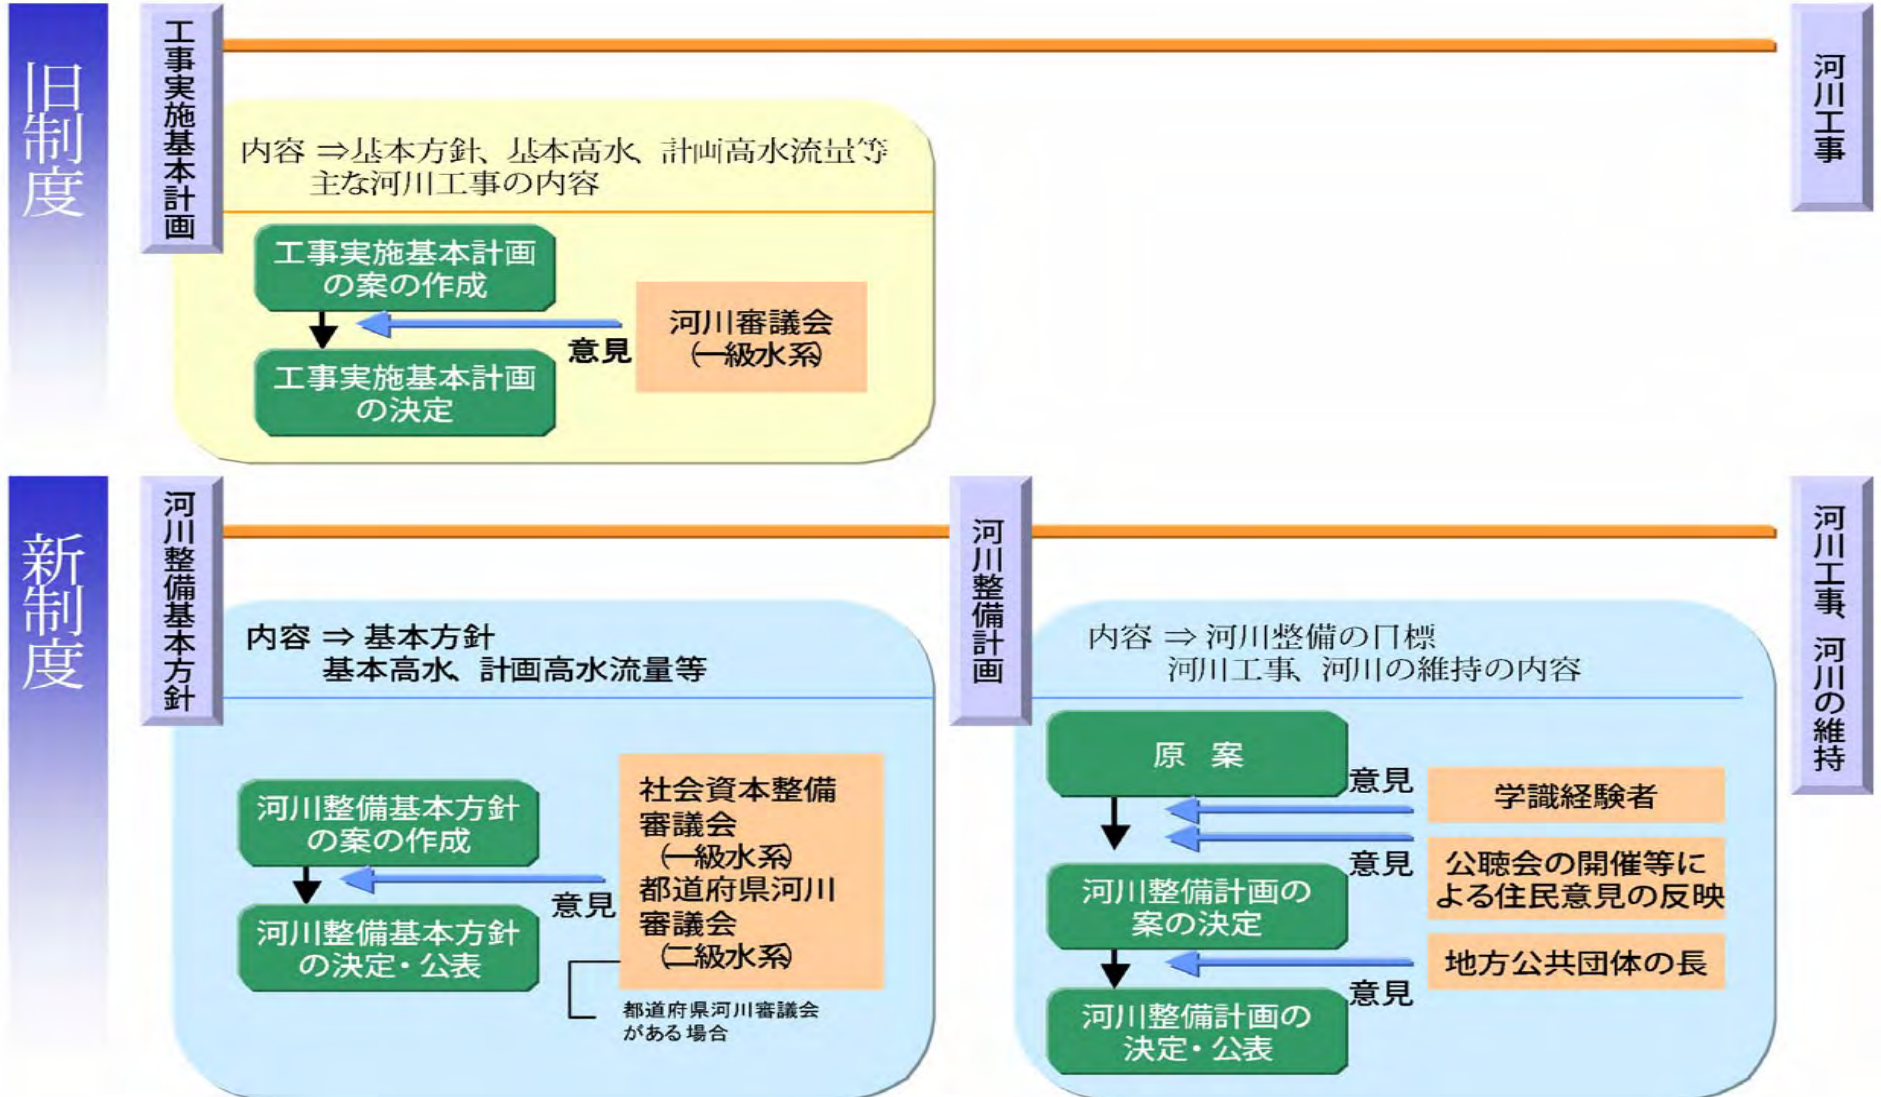 旧制度
工事実施基本計画
河川工事
内容 ⇒基本方針、基本高水、計画高水流量等
主な河川工事の内容
工事実施基本計画
の案の作成
意見
河川審議会
(一級水系)
工事実施基本計画
の決定
新制度
河川整備基本方針
内容 ⇒ 基本方針
基本高水、計画高水流量等
河川整備基本方針
の案の作成
意見
社会資本整備
審議会
(一級水系)
都道府県河川
審議会
(二級水系)
河川整備基本方針
の決定・公表
都道府県河川審議会
がある場合
河川整備計画
内容 ⇒ 河川整備の目標
河川工事、河川の維持の内容
原 案
意見
学識経験者
意見
公聴会の開催等に
よる住民意見の反映
河川整備計画の
案の決定
意見
地方公共団体の長
河川整備計画の
決定・公表
河川工事、河川の維持